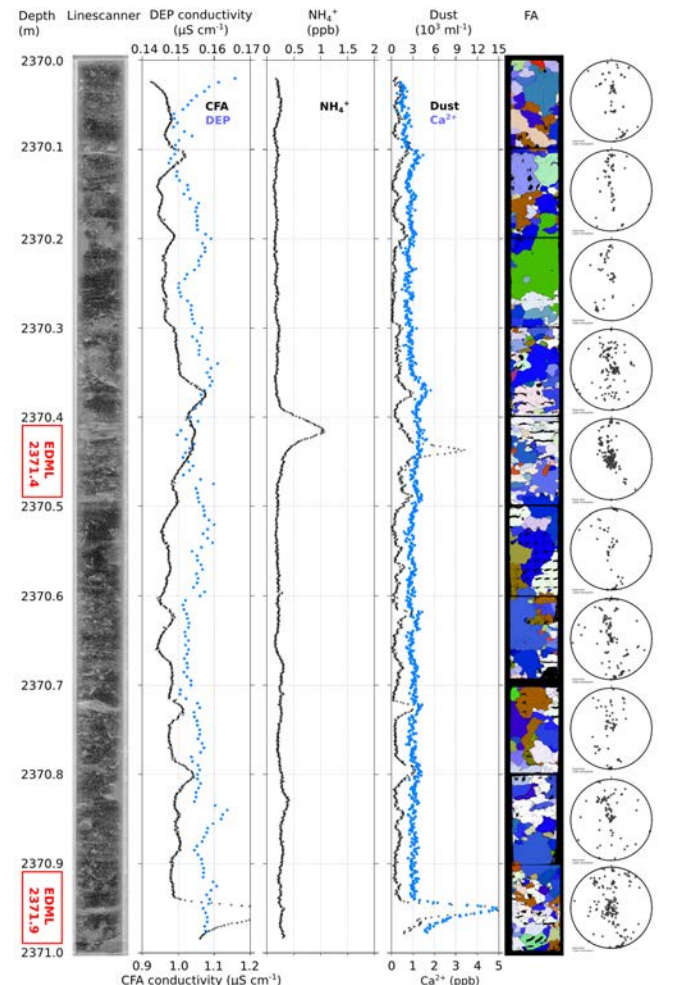 Depth
(m)
Linescanner
DEP conductivity
(µS cm⁻¹)
NH₄⁺
(ppb)
Dust
(10³ ml⁻¹)
FA
0.14 0.15 0.16 0.17
0 0.5 1 1.5 2
0 3 6 9 12 15
2370.0
CFA
DEP
NH₄⁺
Dust
Ca²⁺
2370.1
2370.2
2370.3
2370.4
EDML
2371.4
2370.5
2370.6
2370.7
2370.8
2370.9
EDML
2371.9
2371.0
0.9 1.0 1.1 1.2
0 1 2
0 1 2 3 4 5
CFA conductivity (µS cm⁻¹)
Ca²⁺ (ppb)